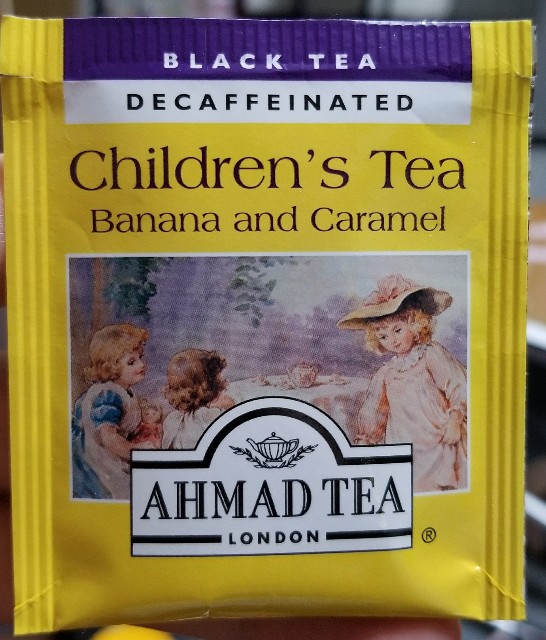 BLACK TEA
DECAFFEINATED
Children's Tea
Banana and Caramel
AHMAD TEA
LONDON
®